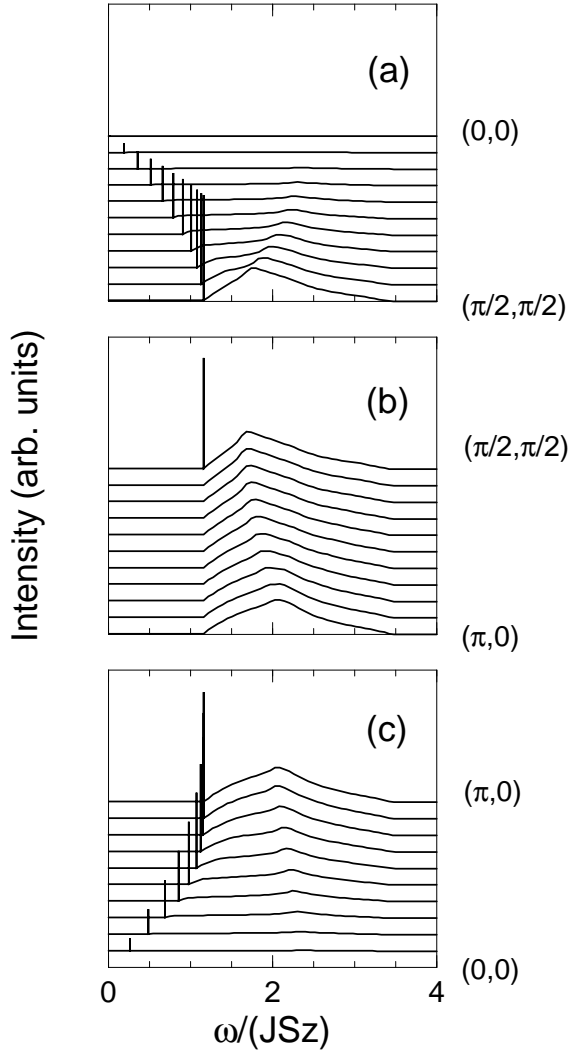 (a)
(0,0)
(π/2,π/2)
(b)
(π/2,π/2)
(π,0)
(c)
(π,0)
(0,0)
0 2 4
ω/(JSz)
Intensity (arb. units)